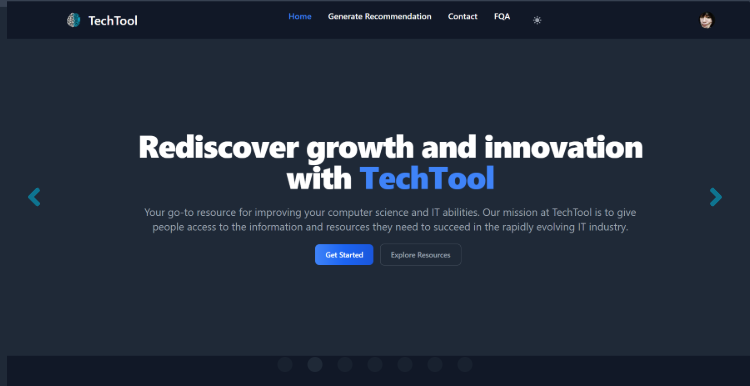 TechTool
Home
Generate Recommendation
Contact
FQA
Rediscover growth and innovation
with TechTool
Your go-to resource for improving your computer science and IT abilities. Our mission at TechTool is to give
people access to the information and resources they need to succeed in the rapidly evolving IT industry.
Get Started
Explore Resources